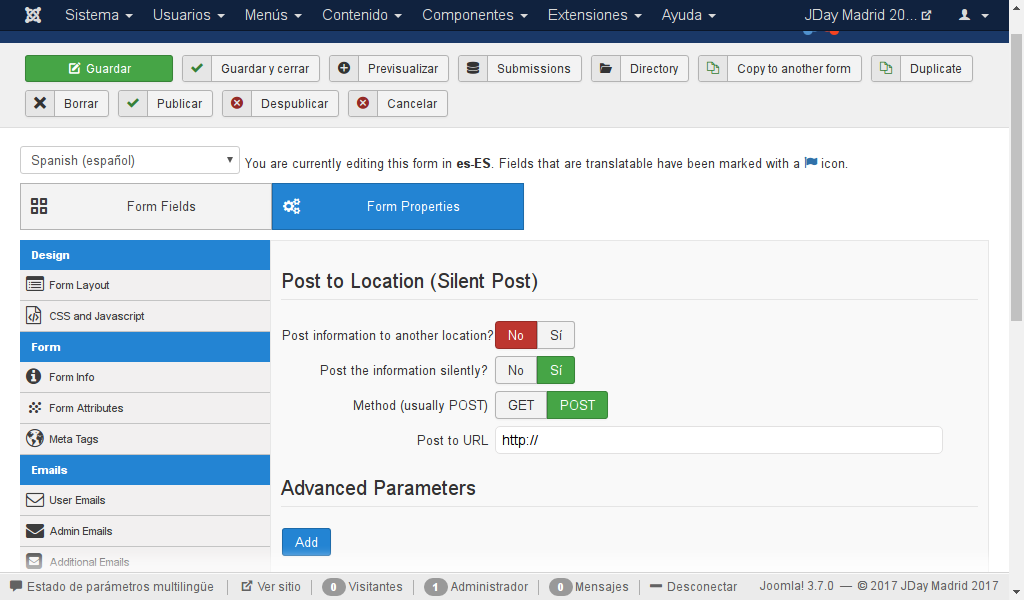 Sistema Usuarios Menús Contenido Componentes Extensiones Ayuda JDay Madrid 20...
Guardar Guardar y cerrar Previsualizar Submissions Directory Copy to another form Duplicate
Borrar Publicar Despublicar Cancelar
Spanish (español) You are currently editing this form in es-ES. Fields that are translatable have been marked with a icon.
Form Fields Form Properties
Design
Form Layout
CSS and Javascript
Form
Form Info
Form Attributes
Meta Tags
Emails
User Emails
Admin Emails
Additional Emails
Post to Location (Silent Post)
Post information to another location? No Sí
Post the information silently? No Sí
Method (usually POST) GET POST
Post to URL http://
Advanced Parameters
Add
Estado de parámetros multilingüe Ver sitio 0 Visitantes 1 Administrador 0 Mensajes Desconectar Joomla! 3.7.0 — © 2017 JDay Madrid 2017